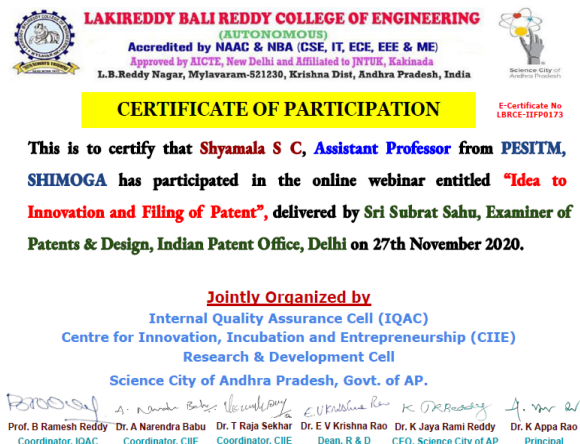 LAKIREDDY BALI REDDY COLLEGE OF ENGINEERING
(AUTONOMOUS)
Accredited by NAAC & NBA (CSE, IT, ECE, EEE & ME)
Approved by AICTE, New Delhi and Affiliated to JNTUK, Kakinada
L.B.Reddy Nagar, Mylavaram-521230, Krishna Dist, Andhra Pradesh, India
Science City of
Andhra Pradesh
CERTIFICATE OF PARTICIPATION
E-Certificate No
LBRCE-IIFP0173
This is to certify that Shyamala S C, Assistant Professor from PESITM,
SHIMOGA has participated in the online webinar entitled “Idea to
Innovation and Filing of Patent”, delivered by Sri Subrat Sahu, Examiner of
Patents & Design, Indian Patent Office, Delhi on 27th November 2020.
Jointly Organized by
Internal Quality Assurance Cell (IQAC)
Centre for Innovation, Incubation and Entrepreneurship (CIIE)
Research & Development Cell
Science City of Andhra Pradesh, Govt. of AP.
Prof. B Ramesh Reddy Dr. A Narendra Babu Dr. T Raja Sekhar Dr. E V Krishna Rao Dr. K Jaya Rami Reddy Dr. K Appa Rao
Coordinator, IQAC Coordinator, CIIE Coordinator, CIIE Dean, R & D CEO, Science City of AP Principal